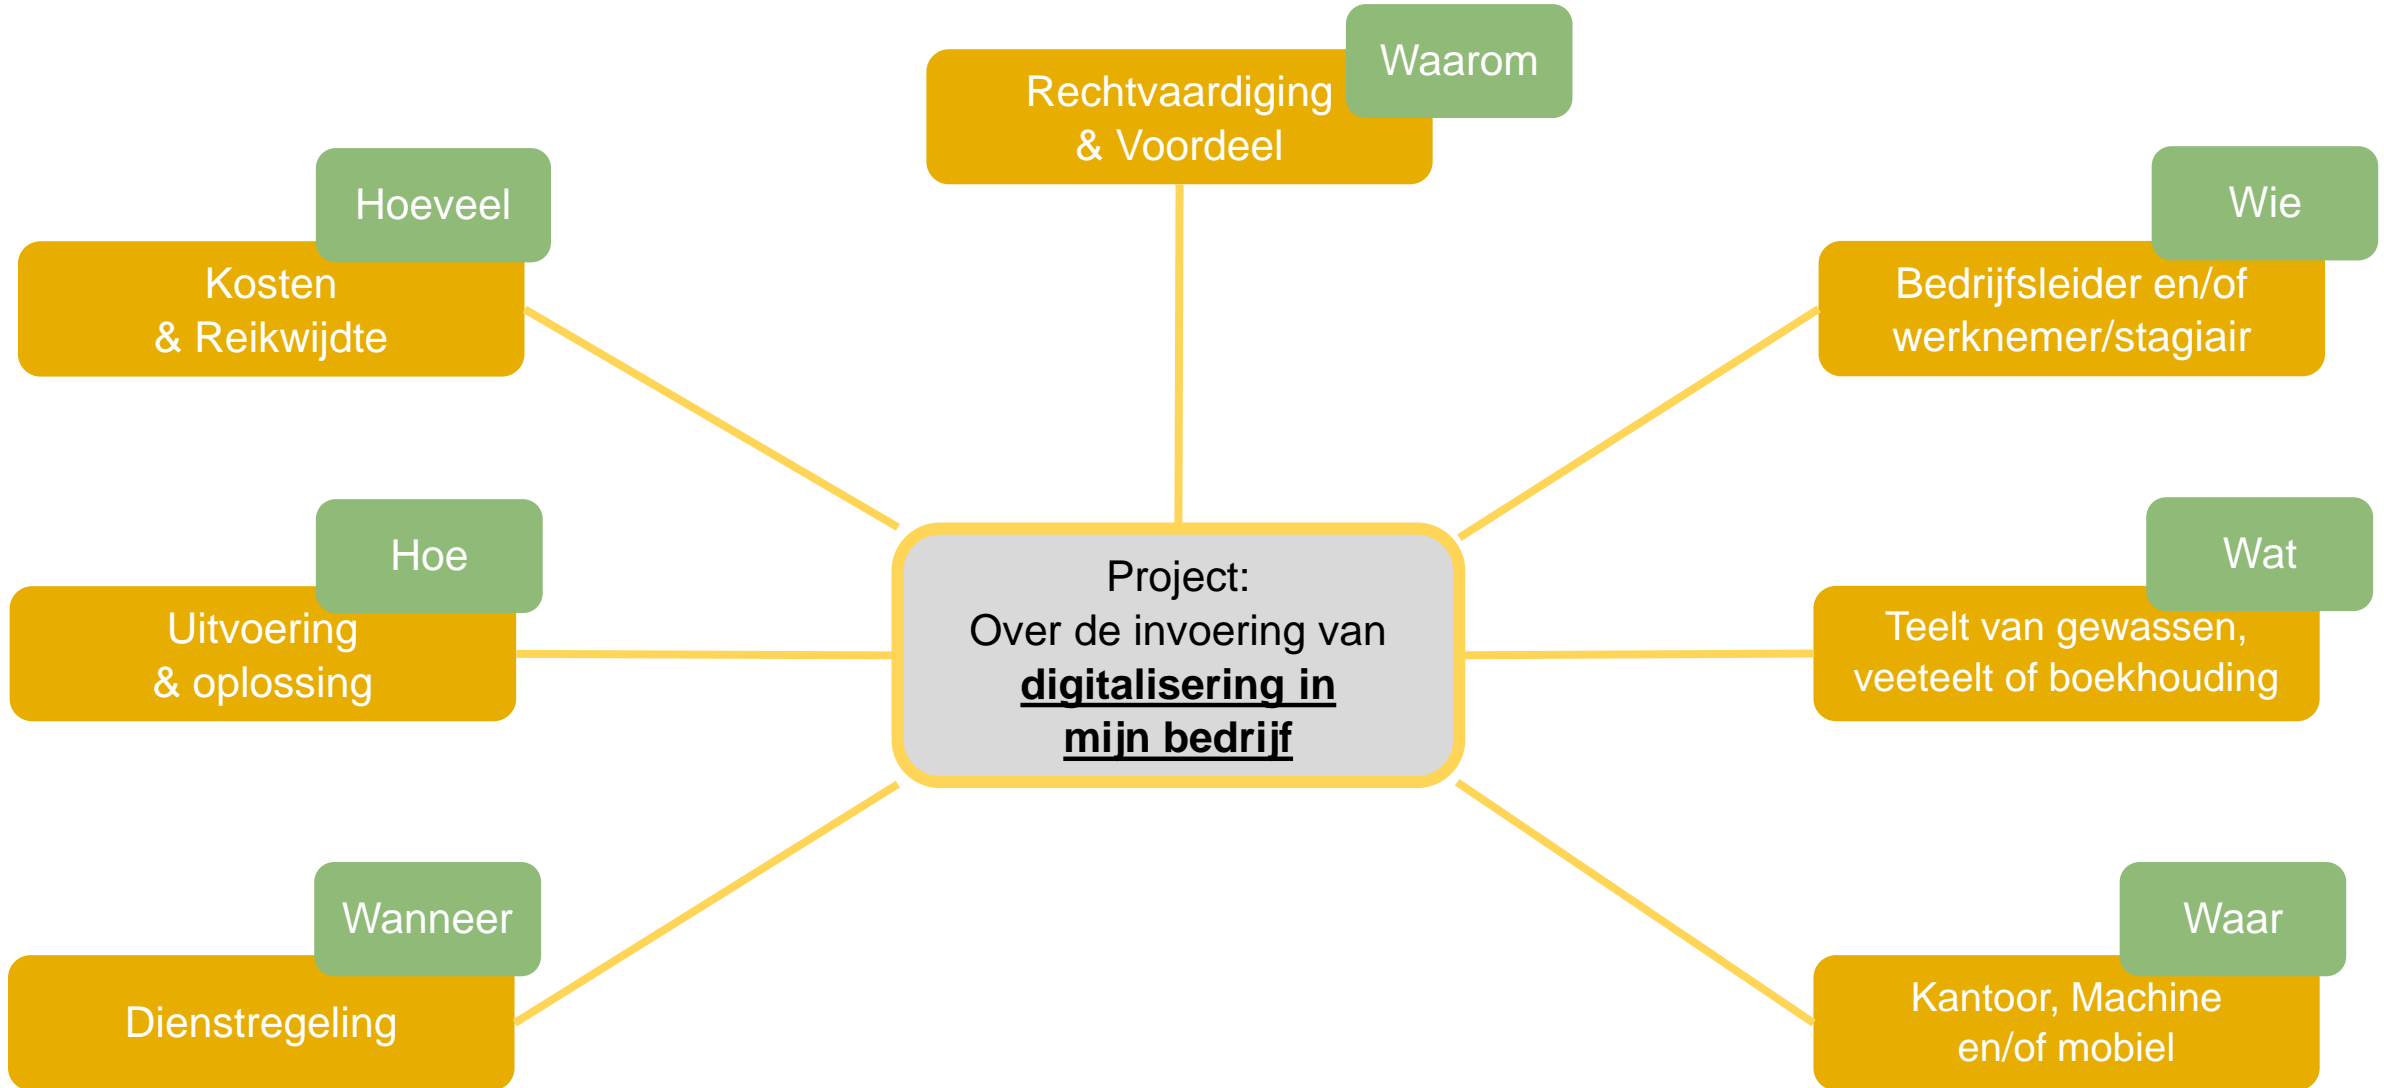 Waarom
Rechtvaardiging
& Voordeel
Hoeveel
Kosten
& Reikwijdte
Wie
Bedrijfsleider en/of
werknemer/stagiair
Hoe
Uitvoering
& oplossing
Project:
Over de invoering van
digitalisering in
mijn bedrijf
Wat
Teelt van gewassen,
veeteelt of boekhouding
Wanneer
Dienstregeling
Waar
Kantoor, Machine
en/of mobiel